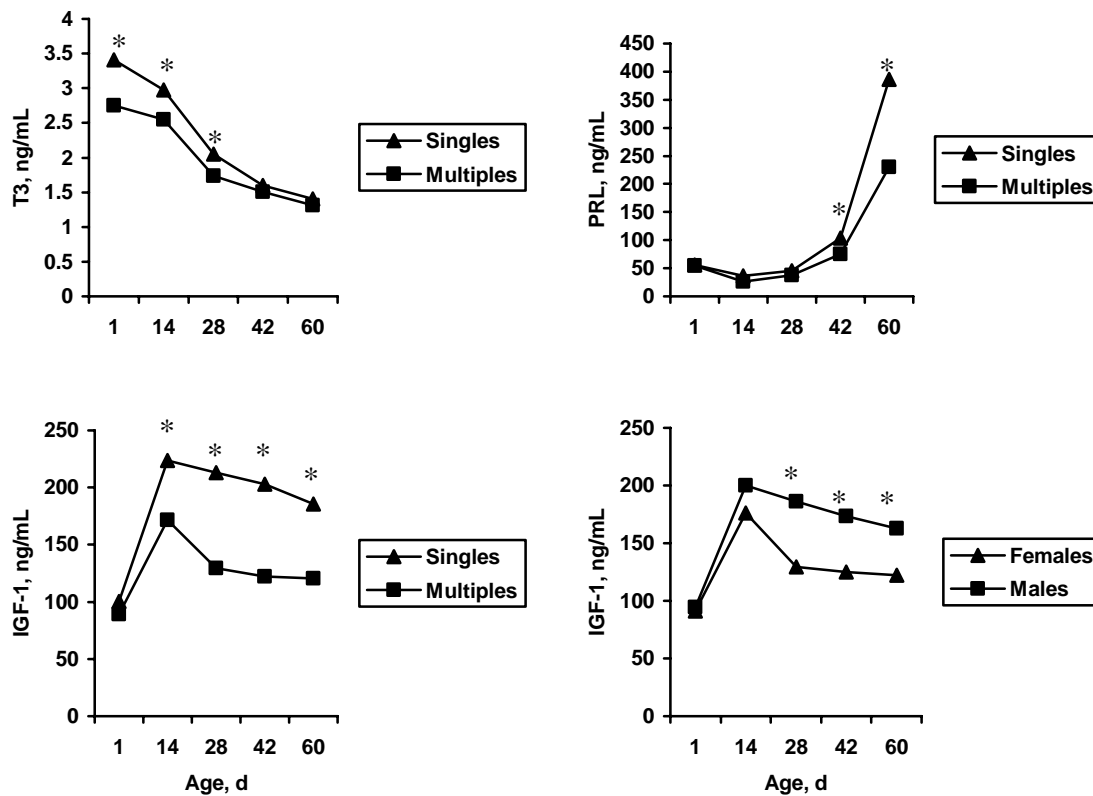 T3, ng/mL
4
3.5
3
2.5
2
1.5
1
0.5
0
* * *
1 14 28 42 60
Singles
Multiples
PRL, ng/mL
450
400
350
300
250
200
150
100
50
0
* *
1 14 28 42 60
Singles
Multiples
IGF-1, ng/mL
250
200
150
100
50
0
* * * *
1 14 28 42 60
Age, d
Singles
Multiples
IGF-1, ng/mL
250
200
150
100
50
0
* * *
1 14 28 42 60
Age, d
Females
Males